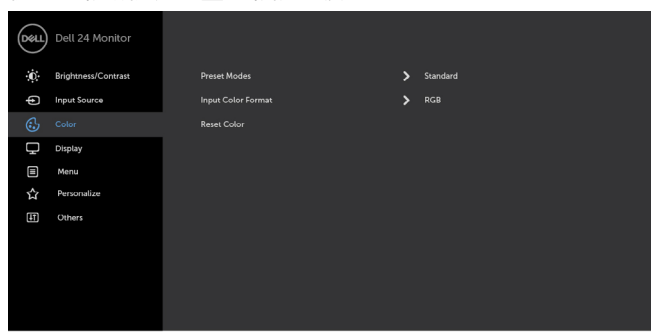 DELL Dell 24 Monitor
Brightness/Contrast Preset Modes Standard
Input Source Input Color Format RGB
Color Reset Color
Display
Menu
Personalize
Others